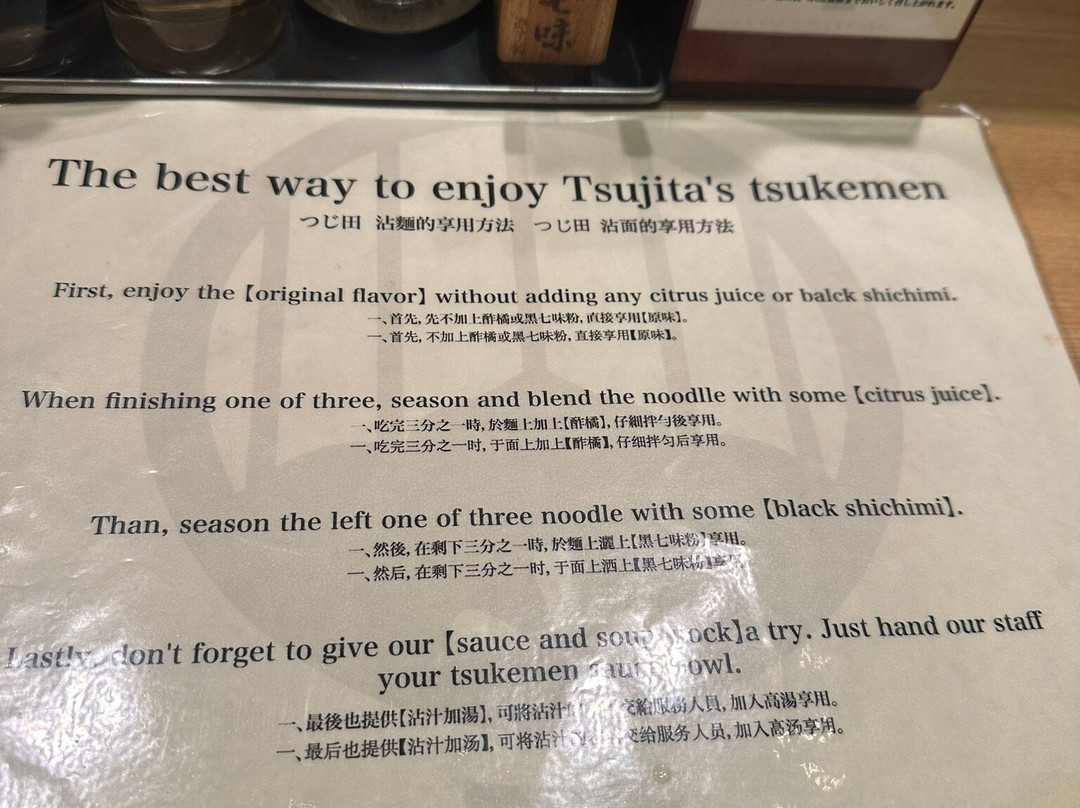 味
The best way to enjoy Tsujita's tsukemen
つじ田 沾麵的享用方法 つじ田 沾面的享用方法
First, enjoy the【original flavor】without adding any citrus juice or balck shichimi.
一、首先, 先不加上酢橘或黑七味粉, 直接享用【原味】。
一、首先, 不加上酢橘或黑七味粉, 直接享用【原味】。
When finishing one of three, season and blend the noodlle with some【citrus juice】.
一、吃完三分之一時, 於麵上加上【酢橘】, 仔細拌勻後享用。
一、吃完三分之一时, 于面上加上【酢橘】, 仔细拌匀后享用。
Than, season the left one of three noodle with some【black shichimi】.
一、然後, 在剩下三分之一時, 於麵上灑上【黑七味粉】享用。
一、然后, 在剩下三分之一时, 于面上洒上【黑七味粉】
Lastly, don't forget to give our【sauce and soup stock】a try. Just hand our staff
your tsukemen sauce bowl.
一、最後也提供【沾汁加湯】, 可將沾汁 交給服務人員, 加入高湯享用。
一、最后也提供【沾汁加汤】, 可将沾汁 交给服务人员, 加入高汤享用。